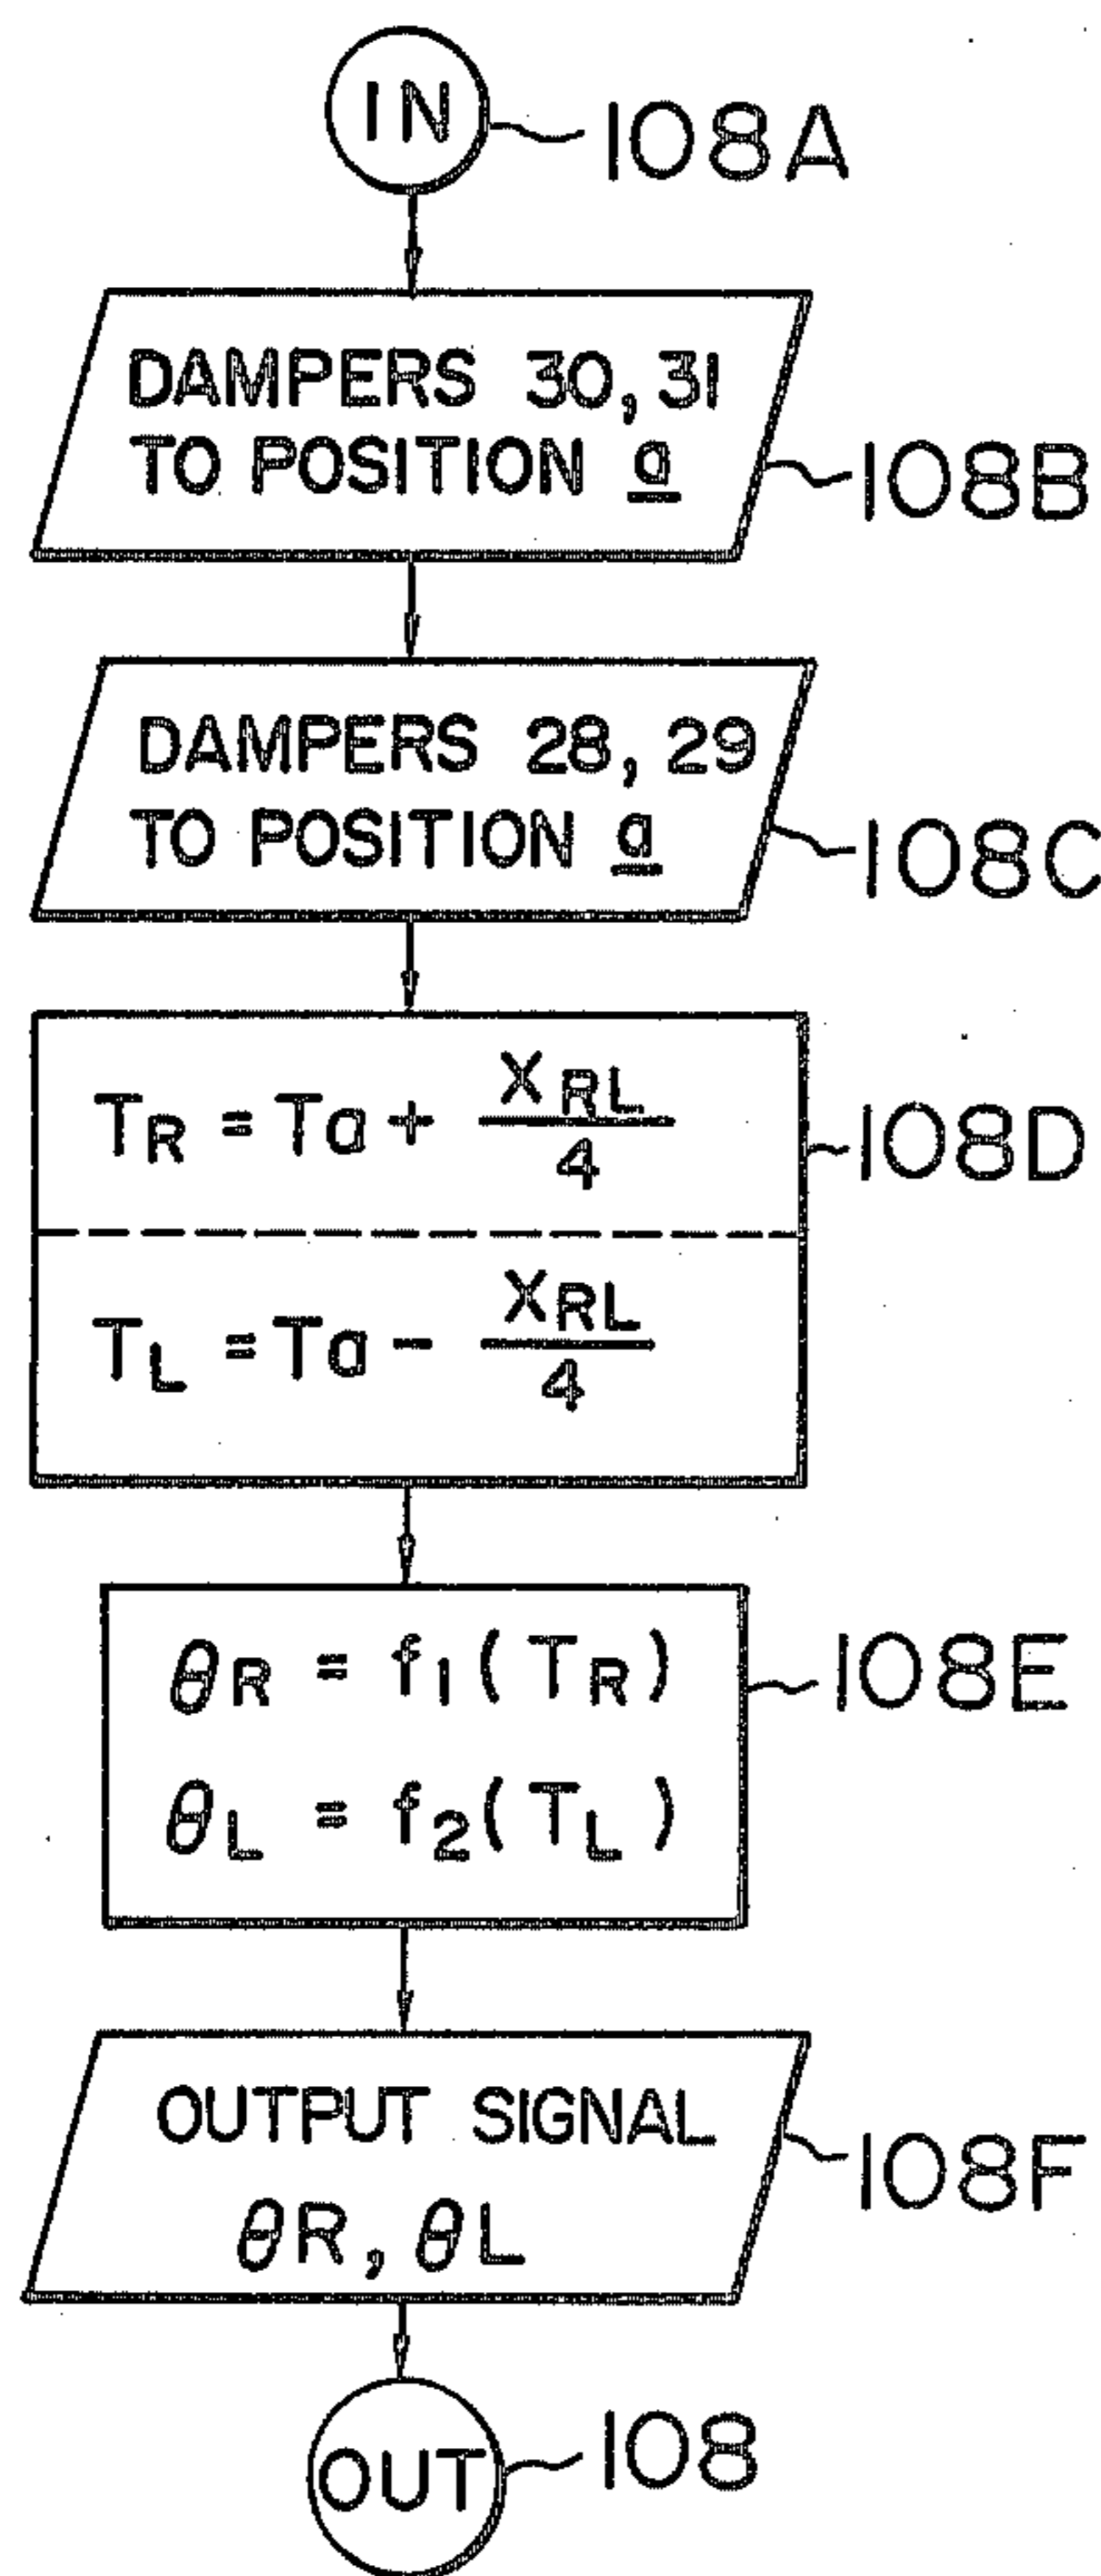 IN
108A
DAMPERS 30, 31
TO POSITION a
108B
DAMPERS 28, 29
TO POSITION a
108C
TR = Ta + XRL/4
108D
TL = Ta - XRL/4
θR = f1(TR)
108E
θL = f2(TL)
OUTPUT SIGNAL
108F
θR, θL
OUT
108